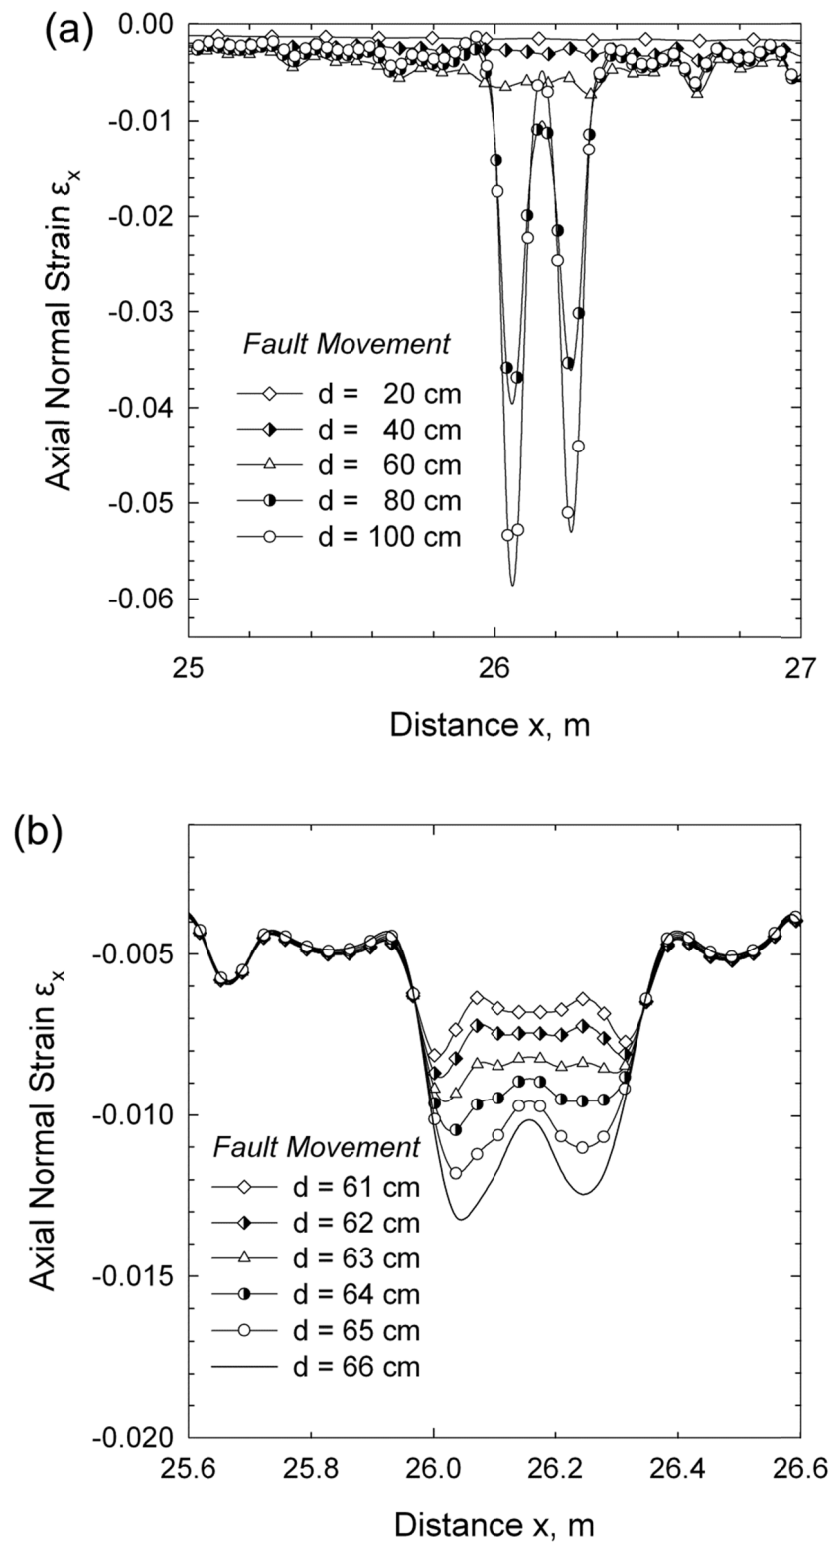 (a)
0.00
-0.01
-0.02
-0.03
-0.04
-0.05
-0.06
Axial Normal Strain εx
Fault Movement
d = 20 cm
d = 40 cm
d = 60 cm
d = 80 cm
d = 100 cm
25
26
27
Distance x, m
(b)
-0.005
-0.010
-0.015
-0.020
Axial Normal Strain εx
Fault Movement
d = 61 cm
d = 62 cm
d = 63 cm
d = 64 cm
d = 65 cm
d = 66 cm
25.6
25.8
26.0
26.2
26.4
26.6
Distance x, m